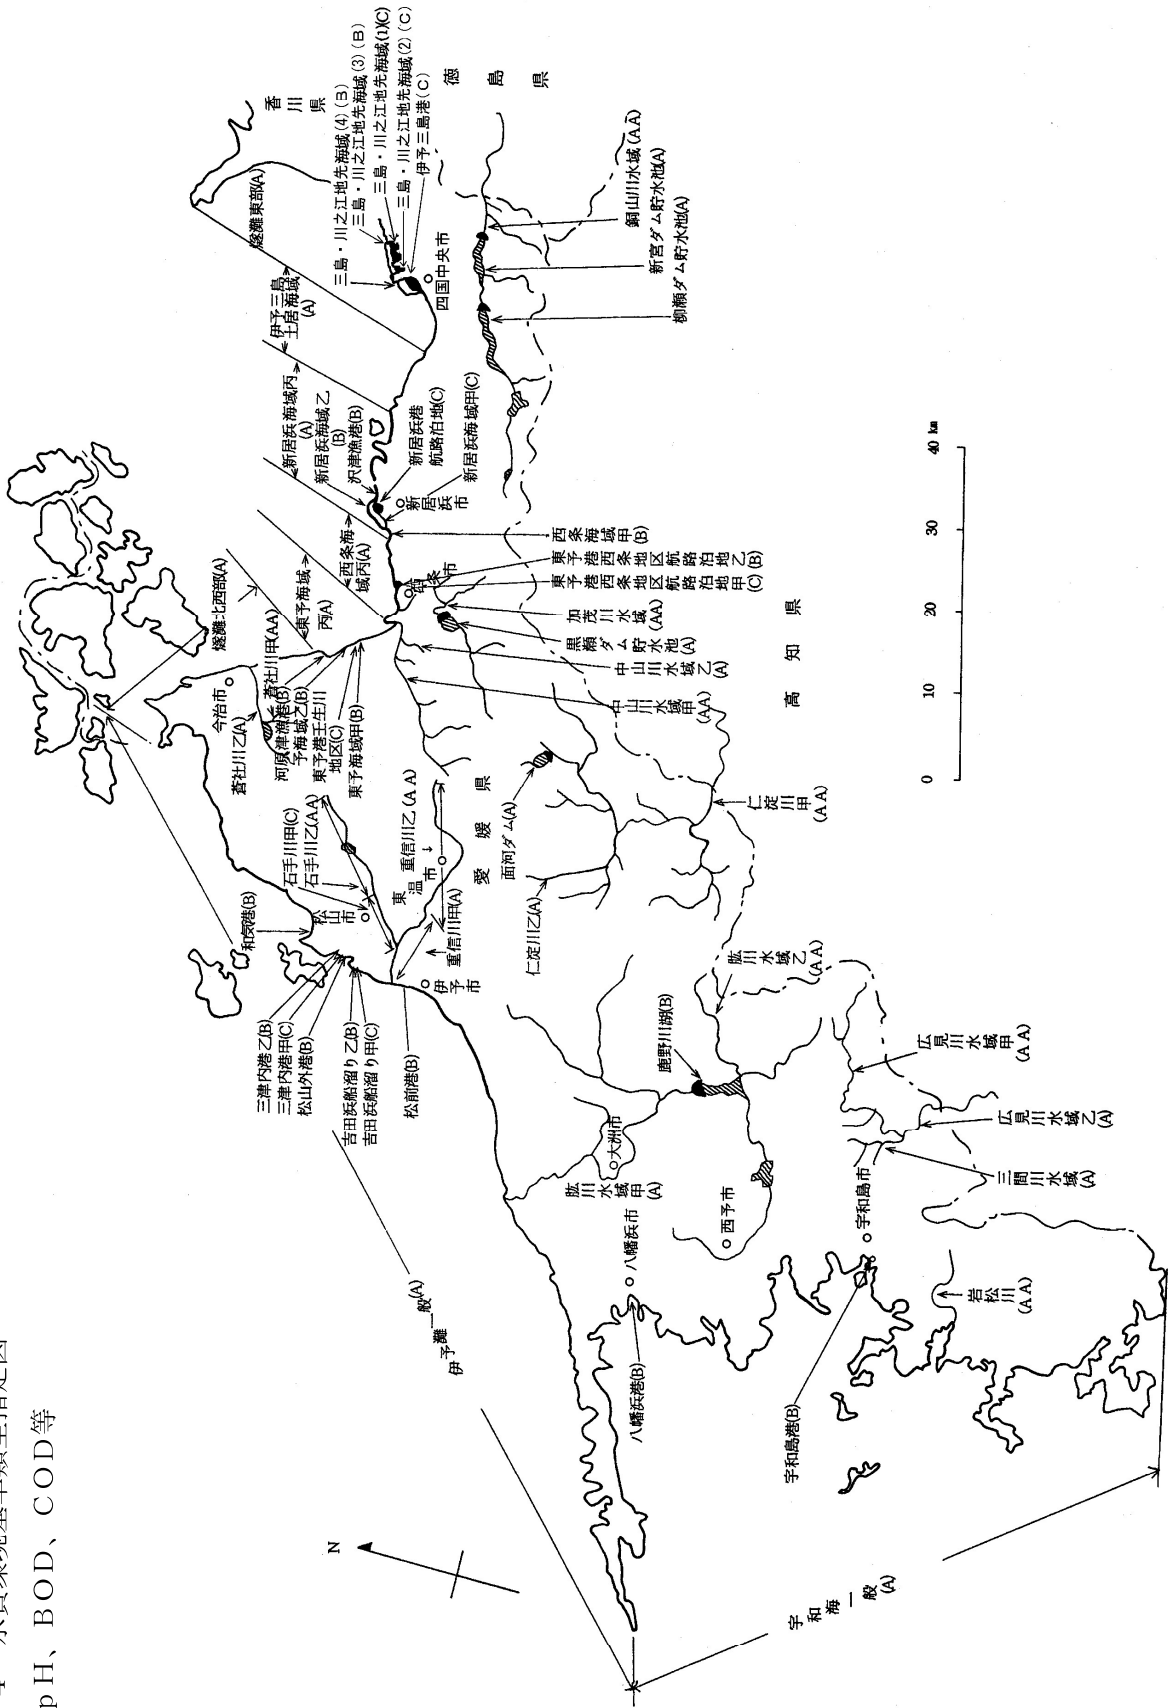 水質環境基準類型指定図
pH、BOD、COD等
N
香川県
徳島県
高知県
愛媛県
三島・川之江地先海域(4)(B)
三島・川之江地先海域(3)(B)
三島・川之江地先海域(1)(C)
三島・川之江地先海域(2)(C)
伊予三島港(C)
燧灘東部(A)
伊予三島
土居海域
(A)
四国中央市
銅山川水域(AA)
新宮ダム貯水池(A)
柳瀬ダム貯水池(A)
新居浜海域丙
(A)
新居浜海域乙
(B)
沢津漁港(B)
新居浜港
航路泊地(C)
新居浜海域甲(C)
新居浜市
西条海
域丙(A)
西条市
西条海域甲(B)
東予港西条地区航路泊地乙(B)
東予港西条地区航路泊地甲(C)
加茂川水域(AA)
黒瀬ダム貯水池(A)
中山川水域乙(A)
中山川水域甲(AA)
燧灘北西部(A)
東予海域
丙(A)
蒼社川甲(AA)
今治市
蒼社川乙(A)
河原津漁港(B)
予海域乙(B)
東予港壬生川
地区(C)
東予海域甲(B)
石手川甲(C)
石手川乙(AA)
重信川乙(AA)
東温市
重信川甲(A)
和気港(B)
松山市
伊予市
三津内港乙(B)
三津内港甲(C)
松山外港(B)
吉田浜船溜り乙(B)
吉田浜船溜り甲(C)
松前港(B)
面河ダム(A)
仁淀川乙(A)
仁淀川甲
(AA)
伊予灘一般(A)
鹿野川湖(B)
肱川水域乙
(AA)
大洲市
肱川水域甲
(A)
西予市
八幡浜市
八幡浜港(B)
広見川水域甲
(AA)
広見川水域乙
(A)
三間川水域
(A)
宇和島市
宇和島港(B)
岩松川
(AA)
宇和海一般
(A)
0 10 20 30 40 km